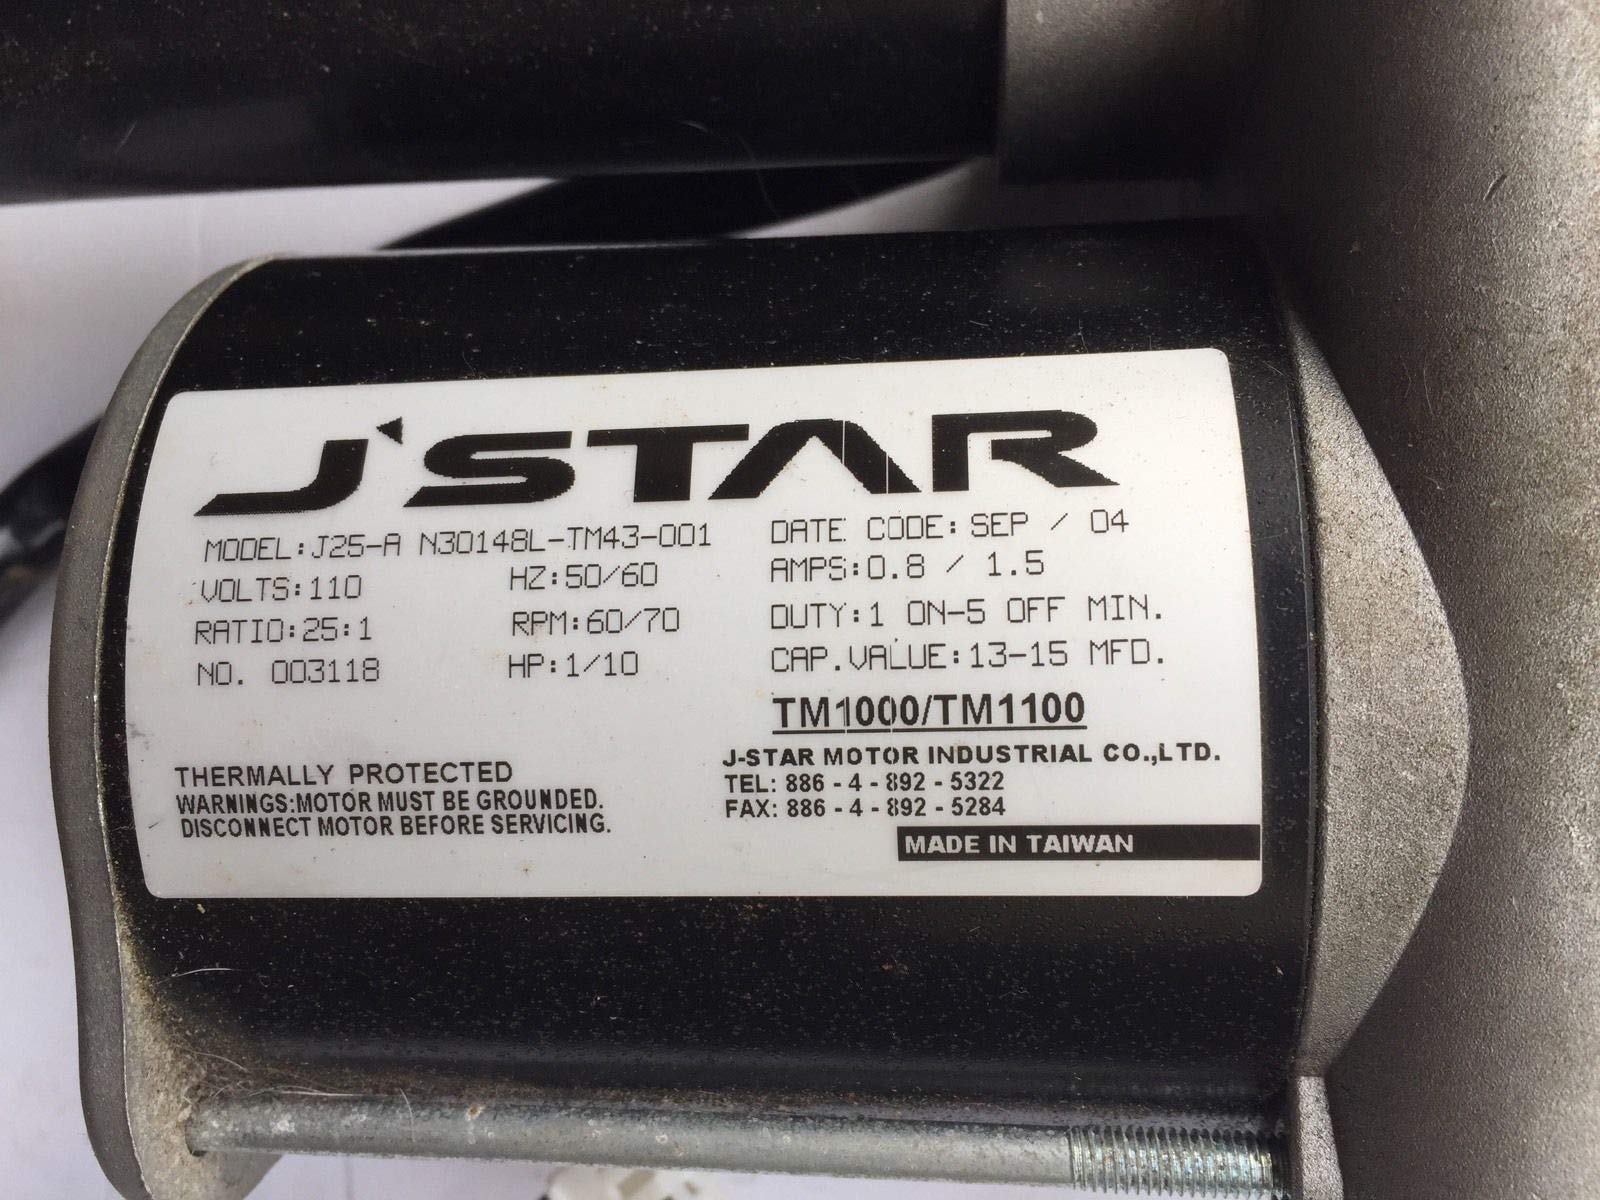 J'STAR
MODEL:J25-A N30148L-TM43-001
VOLTS:110 HZ:50/60
RATIO:25:1 RPM:60/70
NO. 003118 HP:1/10
DATE CODE: SEP / 04
AMPS:0.8 / 1.5
DUTY:1 ON-5 OFF MIN.
CAP.VALUE:13-15 MFD.
TM1000/TM1100
THERMALLY PROTECTED
WARNINGS:MOTOR MUST BE GROUNDED.
DISCONNECT MOTOR BEFORE SERVICING.
J-STAR MOTOR INDUSTRIAL CO.,LTD.
TEL: 886 - 4 - 892 - 5322
FAX: 886 - 4 - 892 - 5284
MADE IN TAIWAN